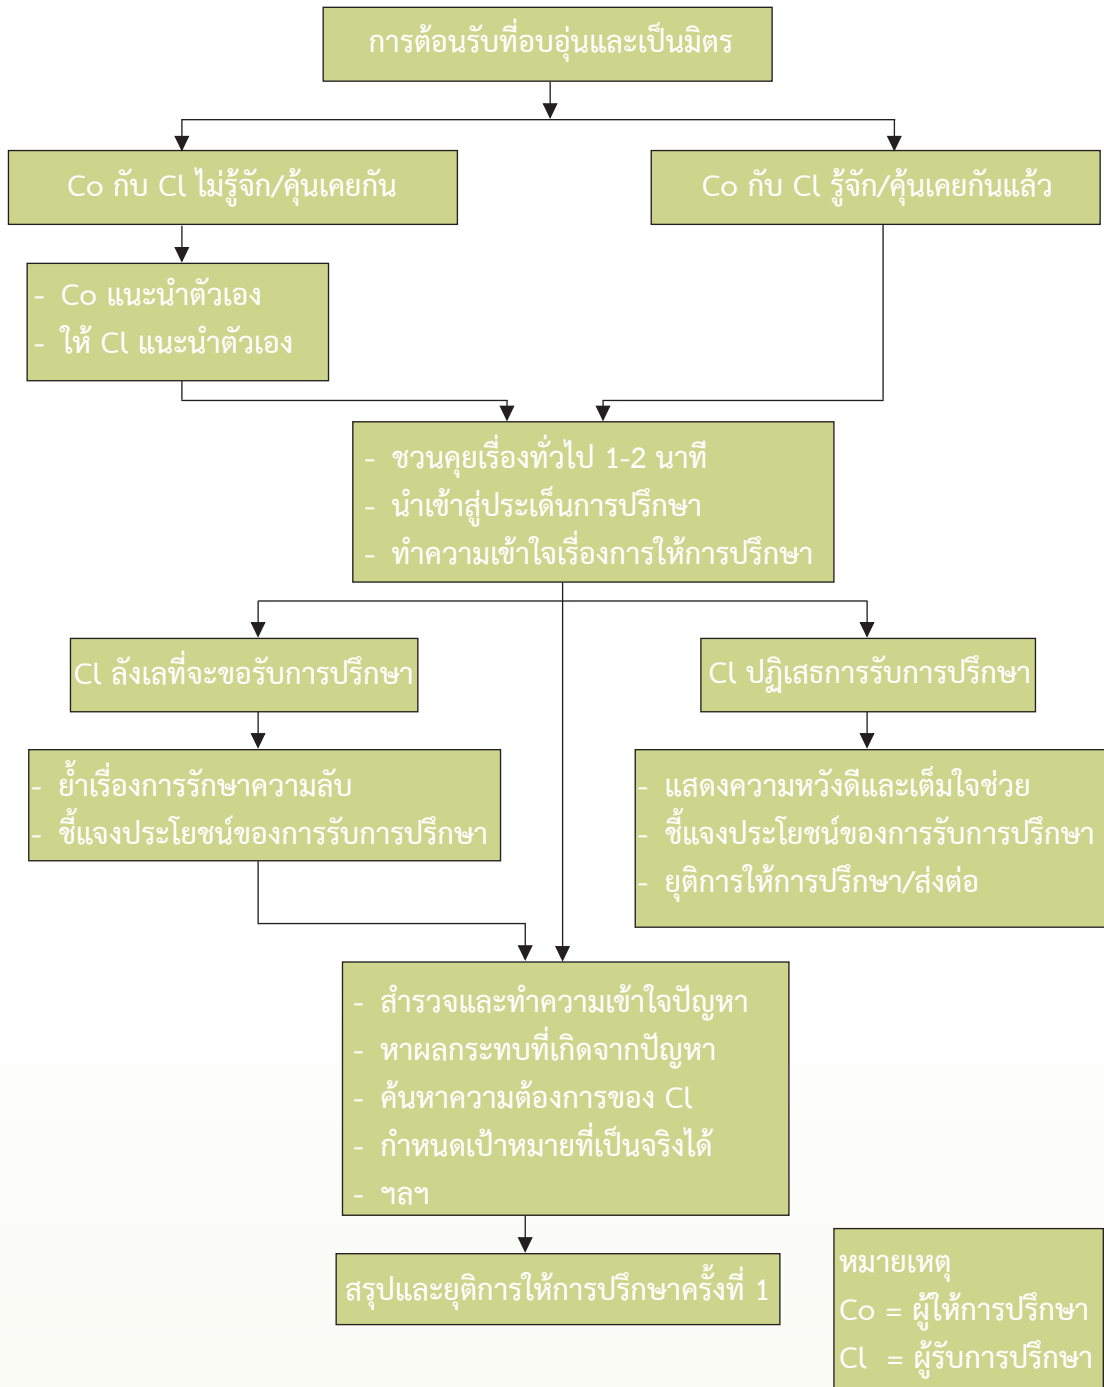 การต้อนรับที่อบอุ่นและเป็นมิตร
Co กับ Cl ไม่รู้จัก/คุ้นเคยกัน
Co กับ Cl รู้จัก/คุ้นเคยกันแล้ว
- Co แนะนำตัวเอง
- ให้ Cl แนะนำตัวเอง
- ชวนคุยเรื่องทั่วไป 1-2 นาที
- นำเข้าสู่ประเด็นการปรึกษา
- ทำความเข้าใจเรื่องการให้การปรึกษา
Cl ลังเลที่จะขอรับการปรึกษา
Cl ปฏิเสธการรับการปรึกษา
- ย้ำเรื่องการรักษาความลับ
- ชี้แจงประโยชน์ของการรับการปรึกษา
- แสดงความหวังดีและเต็มใจช่วย
- ชี้แจงประโยชน์ของการรับการปรึกษา
- ยุติการให้การปรึกษา/ส่งต่อ
- สำรวจและทำความเข้าใจปัญหา
- หาผลกระทบที่เกิดจากปัญหา
- ค้นหาความต้องการของ Cl
- กำหนดเป้าหมายที่เป็นจริงได้
- ฯลฯ
สรุปและยุติการให้การปรึกษาครั้งที่ 1
หมายเหตุ
Co = ผู้ให้การปรึกษา
Cl = ผู้รับการปรึกษา